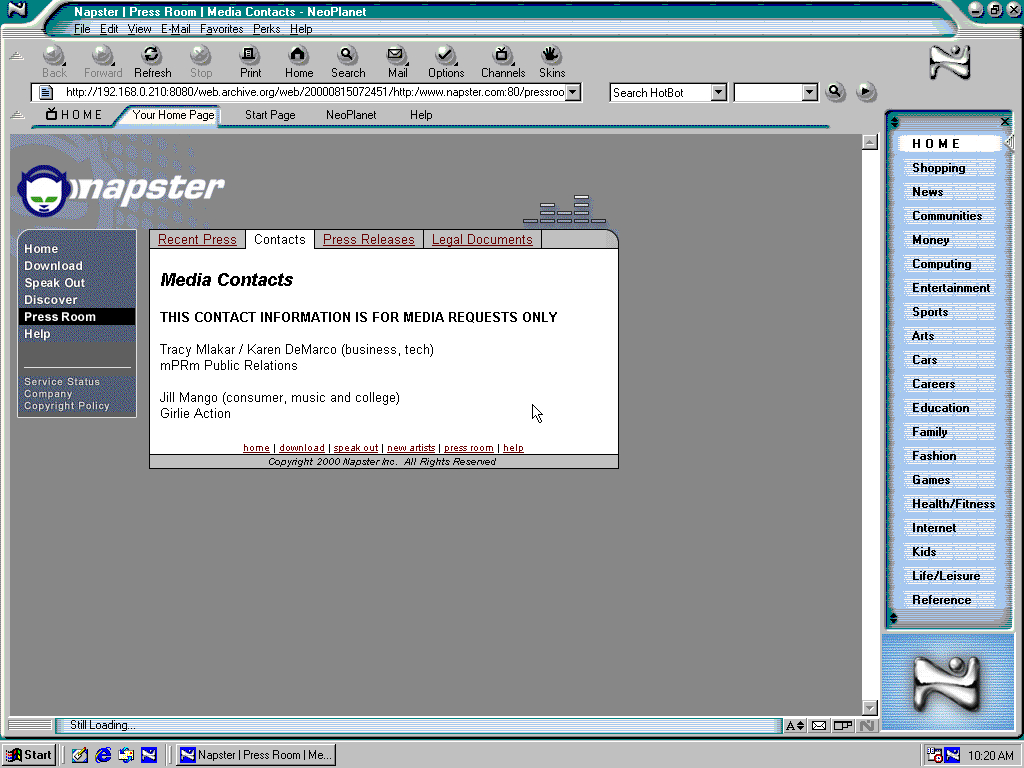 Napster | Press Room | Media Contacts - NeoPlanet
File Edit View E-Mail Favorites Perks Help
Back Forward Refresh Stop Print Home Search Mail Options Channels Skins
http://192.168.0.210:8080/web.archive.org/web/20000815072451/http:/www.napster.com:80/pressroo
Search HotBot
HOME Your Home Page Start Page NeoPlanet Help
napster
Home
Download
Speak Out
Discover
Press Room
Help
Service Status
Company
Copyright Policy
Recent Press Contacts Press Releases Legal Documents
Media Contacts
THIS CONTACT INFORMATION IS FOR MEDIA REQUESTS ONLY
Tracy Mlakar / Karen DeMarco (business, tech)
mPRm Public Relations
Jill Mango (consumer, music and college)
Girlie Action
home | download | speak out | new artists | press room | help
Copyright 2000 Napster Inc. All Rights Reserved
HOME
Shopping
News
Communities
Money
Computing
Entertainment
Sports
Arts
Cars
Careers
Education
Family
Fashion
Games
Health/Fitness
Internet
Kids
Life/Leisure
Reference
Still Loading...
A
Start
Napster | Press Room | Me...
10:20 AM